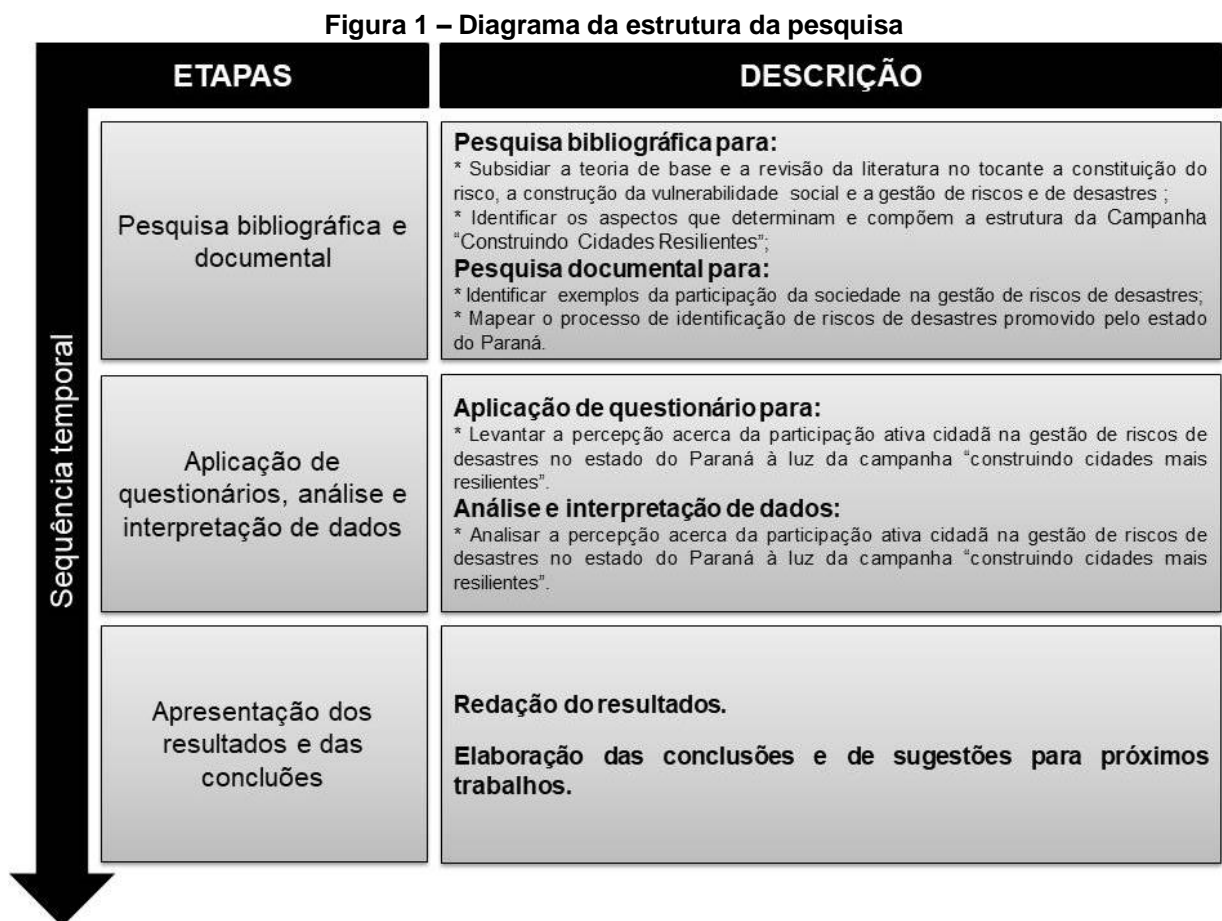 Figura 1 – Diagrama da estrutura da pesquisa
ETAPAS
DESCRIÇÃO
Sequência temporal
Pesquisa bibliográfica e
documental
Pesquisa bibliográfica para:
* Subsidiar a teoria de base e a revisão da literatura no tocante a constituição do
risco, a construção da vulnerabilidade social e a gestão de riscos e de desastres ;
* Identificar os aspectos que determinam e compõem a estrutura da Campanha
“Construindo Cidades Resilientes”;
Pesquisa documental para:
* Identificar exemplos da participação da sociedade na gestão de riscos de desastres;
* Mapear o processo de identificação de riscos de desastres promovido pelo estado
do Paraná.
Aplicação de
questionários, análise e
interpretação de dados
Aplicação de questionário para:
* Levantar a percepção acerca da participação ativa cidadã na gestão de riscos de
desastres no estado do Paraná à luz da campanha “construindo cidades mais
resilientes”.
Análise e interpretação de dados:
* Analisar a percepção acerca da participação ativa cidadã na gestão de riscos de
desastres no estado do Paraná à luz da campanha “construindo cidades mais
resilientes”.
Apresentação dos
resultados e das
concluões
Redação do resultados.
Elaboração das conclusões e de sugestões para próximos
trabalhos.